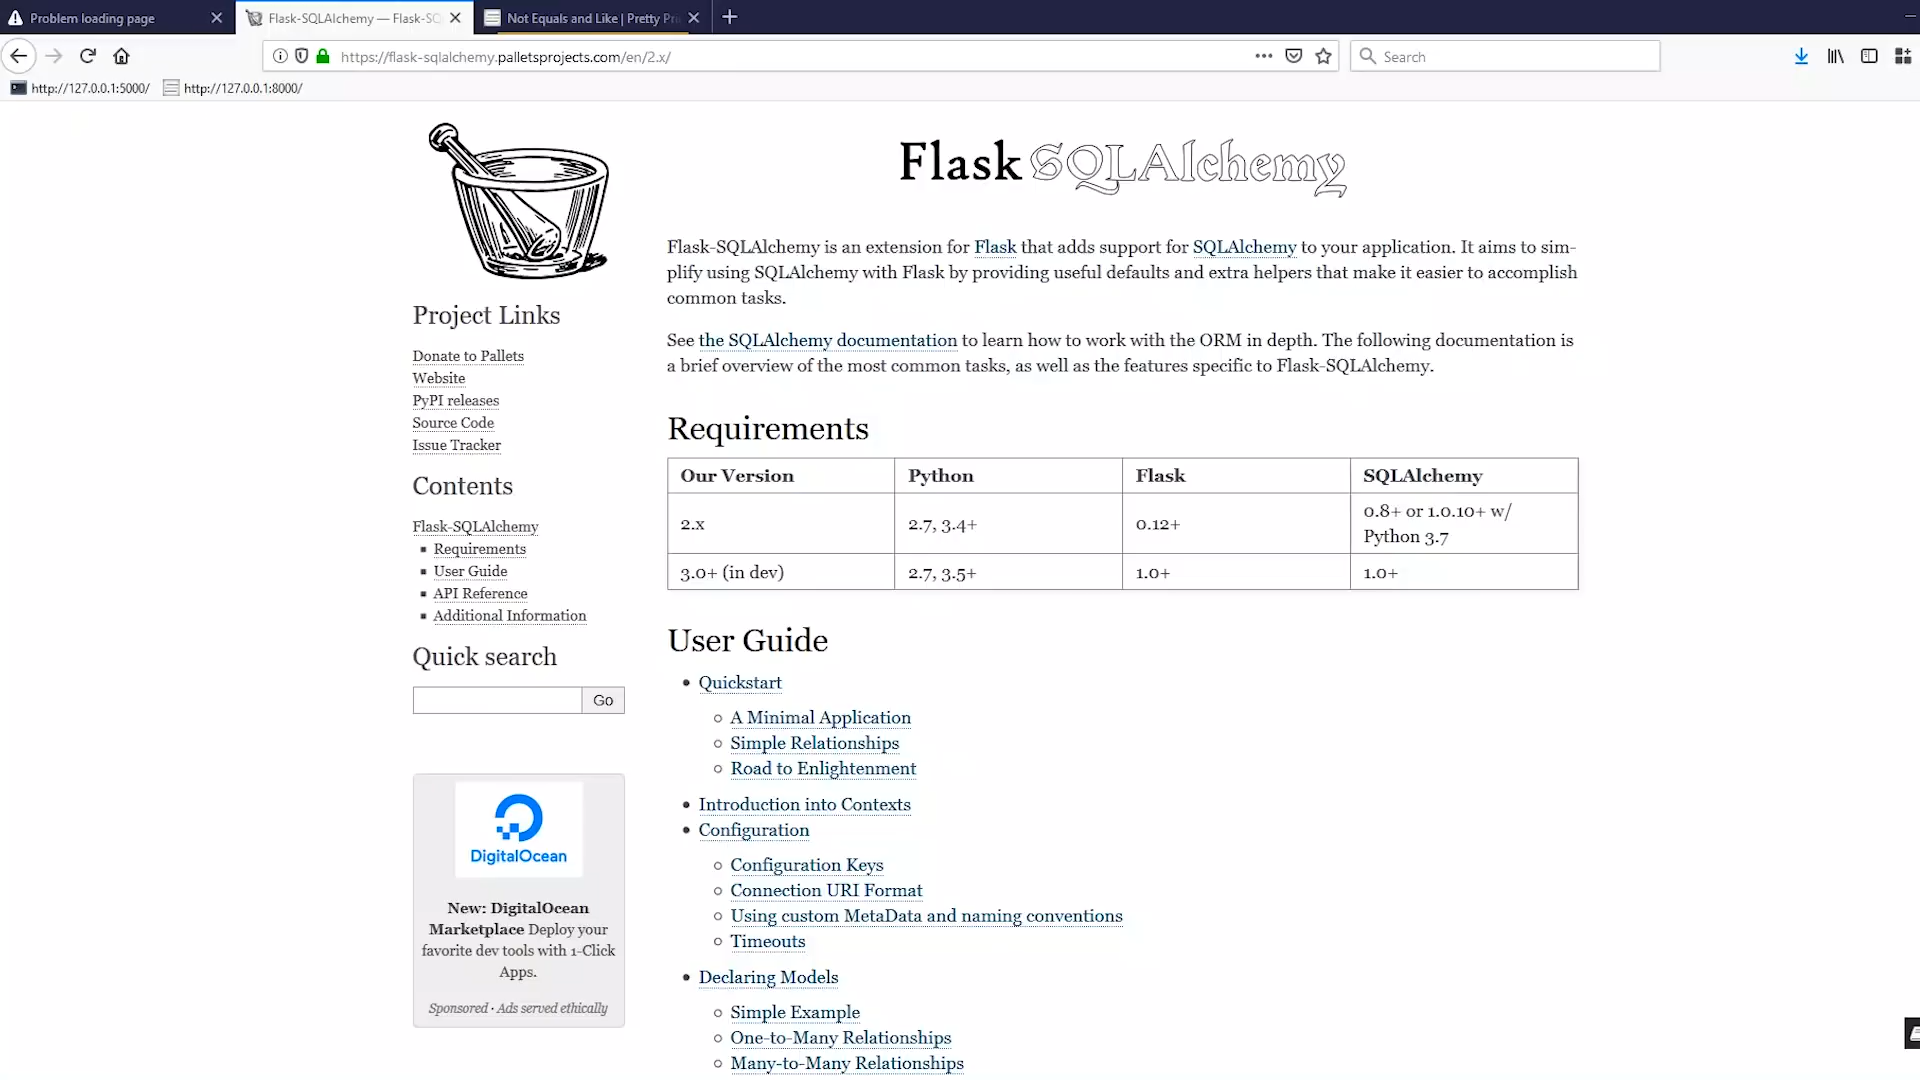 Problem loading page
Flask-SQLAlchemy — Flask-SQ
Not Equals and Like | Pretty Pr
https://flask-sqlalchemy.palletsprojects.com/en/2.x/
Search
http://127.0.0.1:5000/
http://127.0.0.1:8000/
Flask SQLAlchemy
Flask-SQLAlchemy is an extension for Flask that adds support for SQLAlchemy to your application. It aims to sim-
plify using SQLAlchemy with Flask by providing useful defaults and extra helpers that make it easier to accomplish
common tasks.
See the SQLAlchemy documentation to learn how to work with the ORM in depth. The following documentation is
a brief overview of the most common tasks, as well as the features specific to Flask-SQLAlchemy.
Project Links
Donate to Pallets
Website
PyPI releases
Source Code
Issue Tracker
Contents
Flask-SQLAlchemy
Requirements
User Guide
API Reference
Additional Information
Quick search
Go
DigitalOcean
New: DigitalOcean
Marketplace Deploy your
favorite dev tools with 1-Click
Apps.
Sponsored · Ads served ethically
Requirements
Our Version Python Flask SQLAlchemy
2.x 2.7, 3.4+ 0.12+ 0.8+ or 1.0.10+ w/
Python 3.7
3.0+ (in dev) 2.7, 3.5+ 1.0+ 1.0+
User Guide
Quickstart
A Minimal Application
Simple Relationships
Road to Enlightenment
Introduction into Contexts
Configuration
Configuration Keys
Connection URI Format
Using custom MetaData and naming conventions
Timeouts
Declaring Models
Simple Example
One-to-Many Relationships
Many-to-Many Relationships